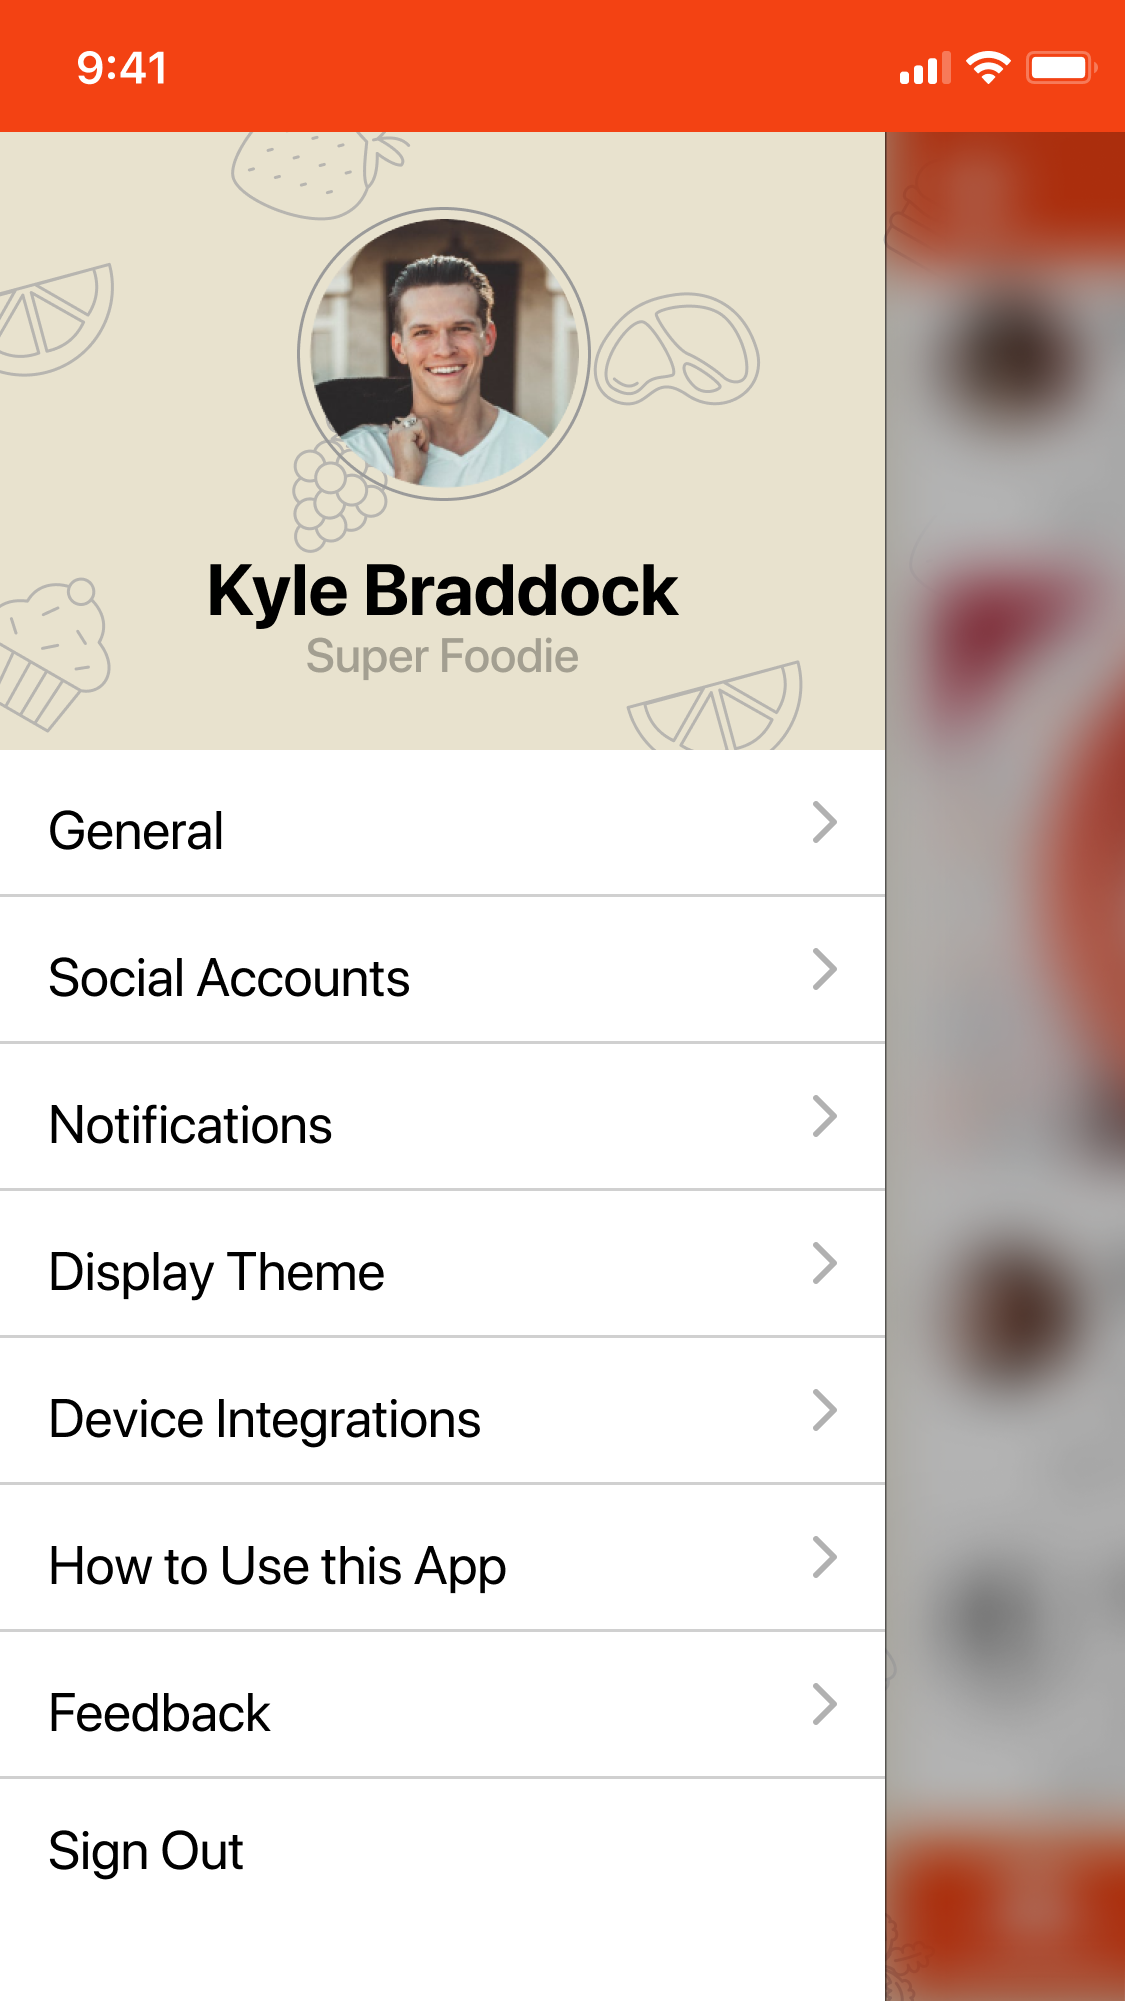 9:41
Kyle Braddock
Super Foodie
General
Social Accounts
Notifications
Display Theme
Device Integrations
How to Use this App
Feedback
Sign Out